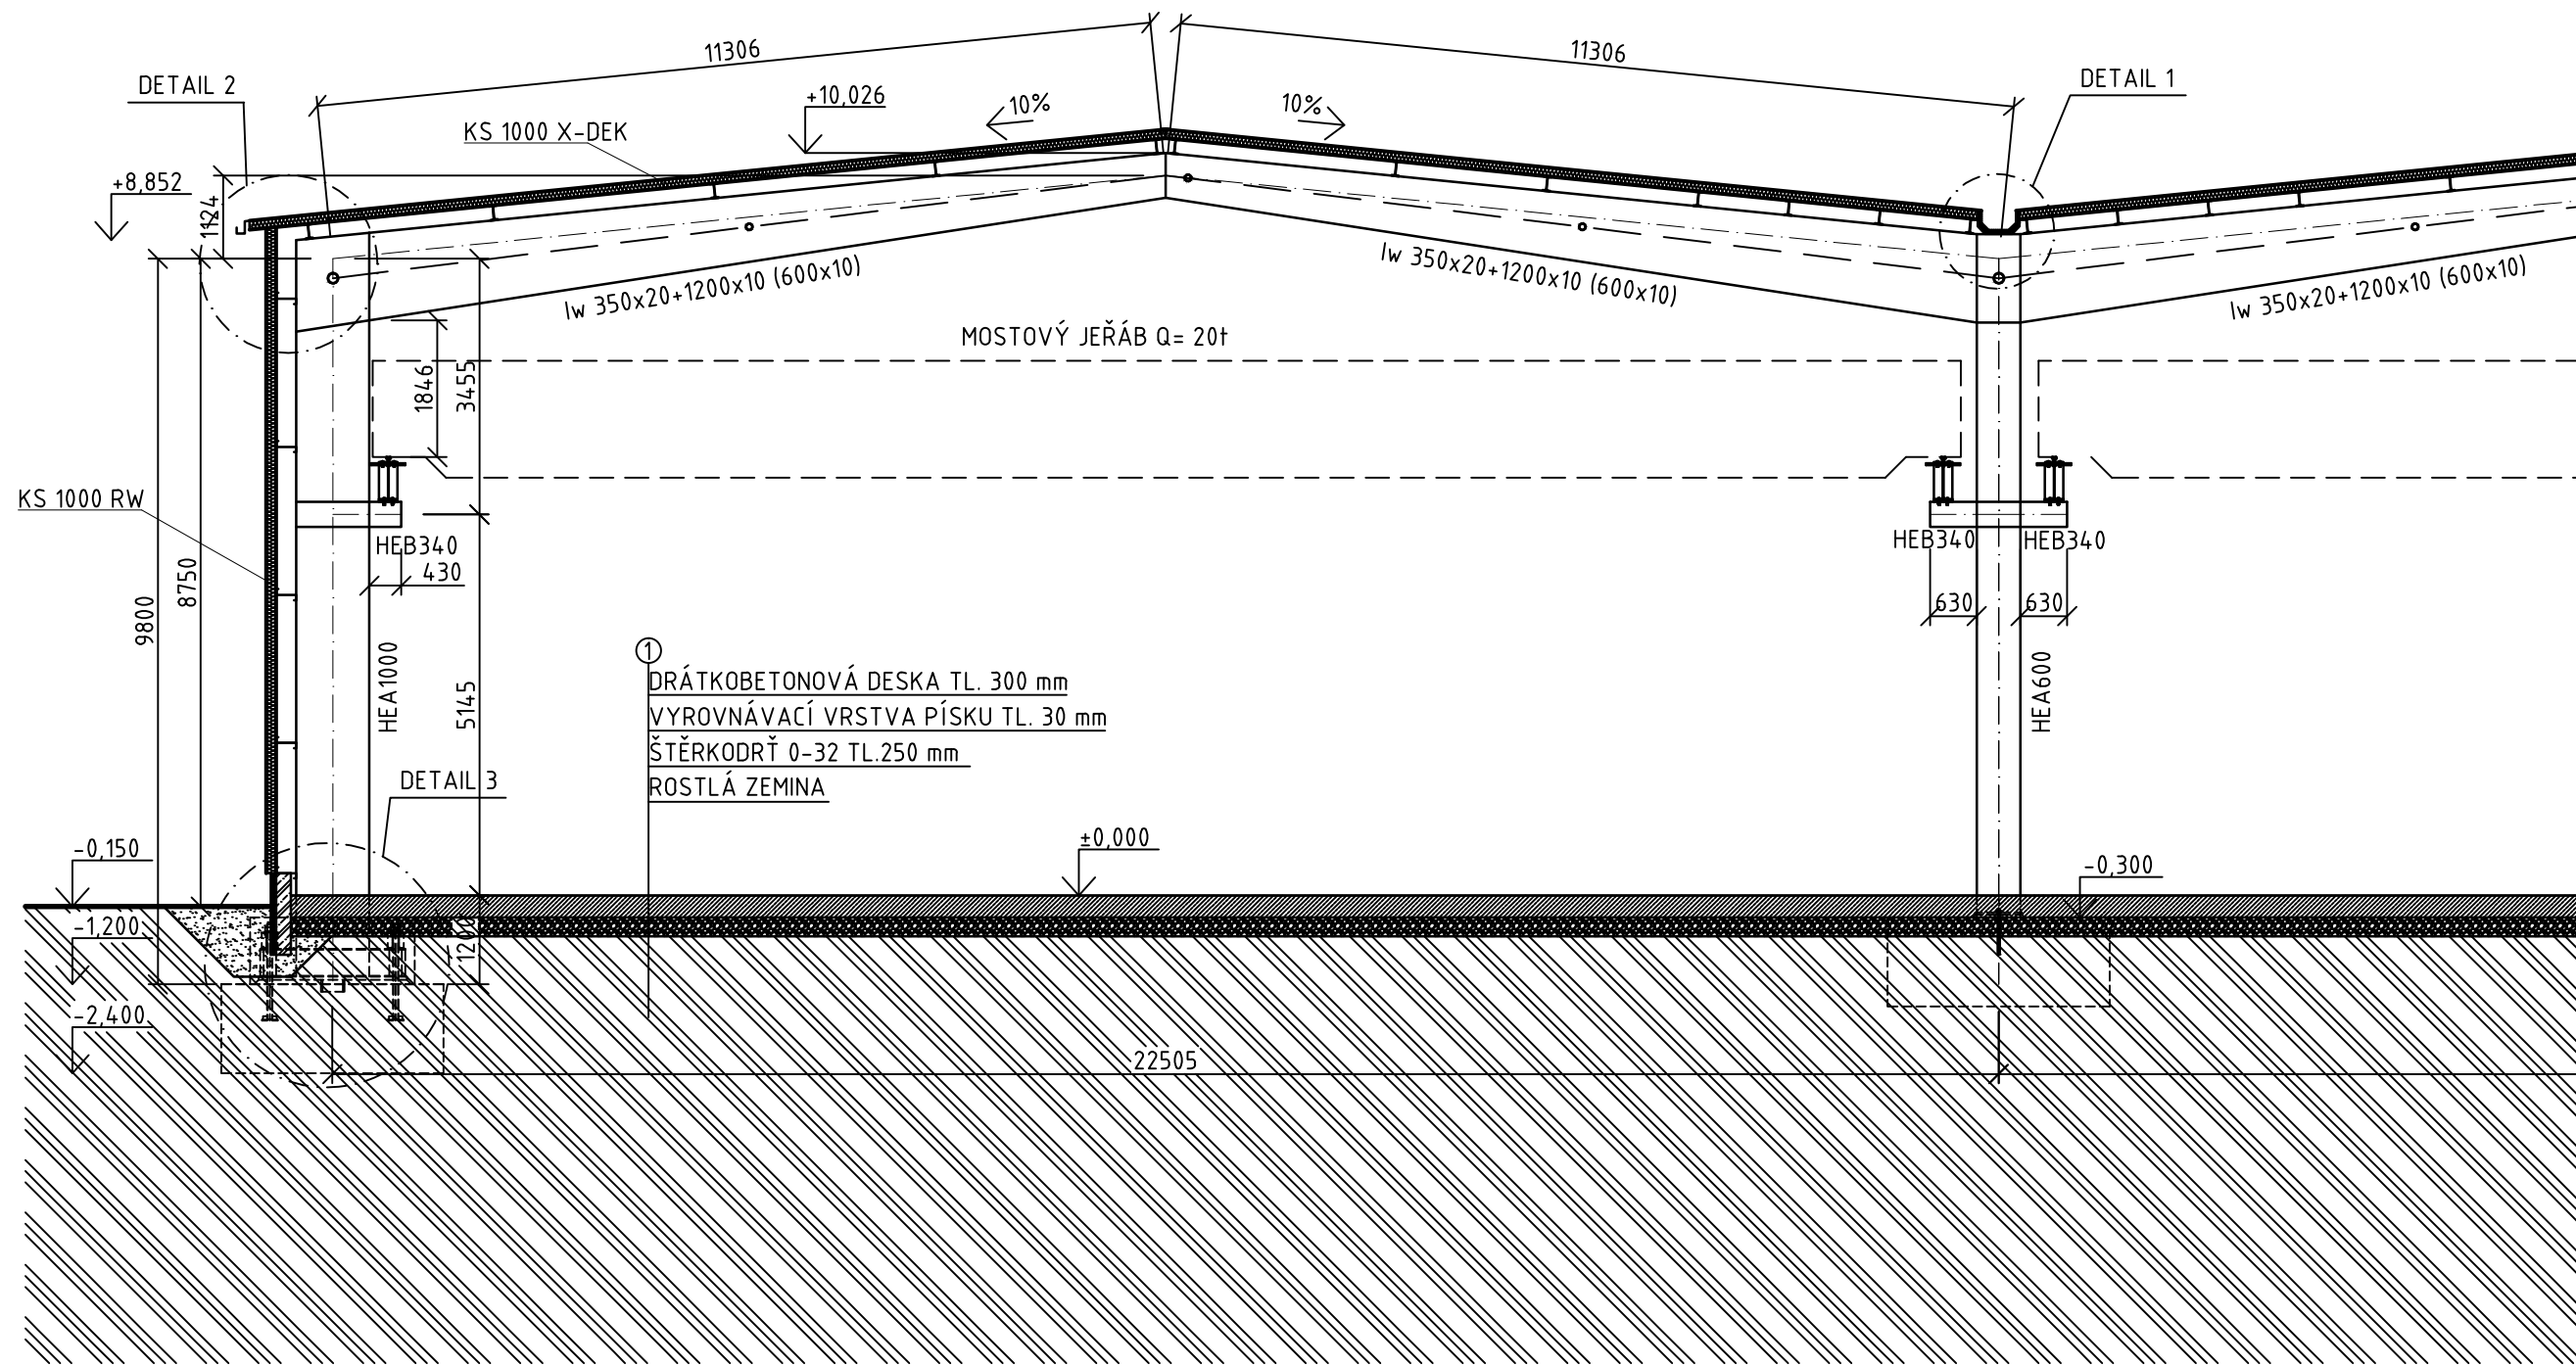 11306
11306
DETAIL 2
DETAIL 1
+10,026
10%
10%
KS 1000 X-DEK
+8,852
1124
Iw 350x20+1200x10 (600x10)
Iw 350x20+1200x10 (600x10)
Iw 350x20+1200x10 (600x10)
MOSTOVÝ JEŘÁB Q= 20t
1846
3455
KS 1000 RW
HEB340
430
HEB340
HEB340
630
630
9800
8750
HEA1000
5145
HEA600
1
DRÁTKOBETONOVÁ DESKA TL. 300 mm
VYROVNÁVACÍ VRSTVA PÍSKU TL. 30 mm
ŠTĚRKODRŤ 0-32 TL.250 mm
ROSTLÁ ZEMINA
DETAIL 3
±0,000
-0,150
-0,300
-1,200
1200
-2,400
22505